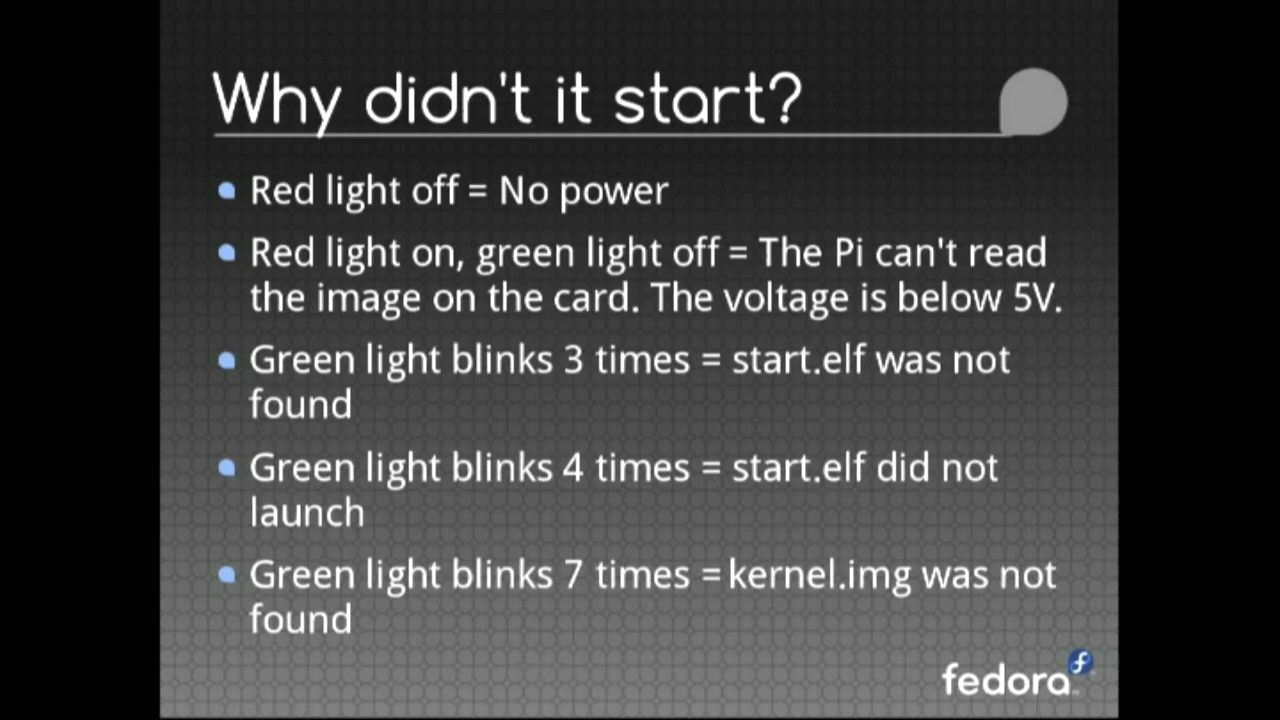 Why didn't it start?
Red light off = No power
Red light on, green light off = The Pi can't read
the image on the card. The voltage is below 5V.
Green light blinks 3 times = start.elf was not
found
Green light blinks 4 times = start.elf did not
launch
Green light blinks 7 times = kernel.img was not
found
fedora